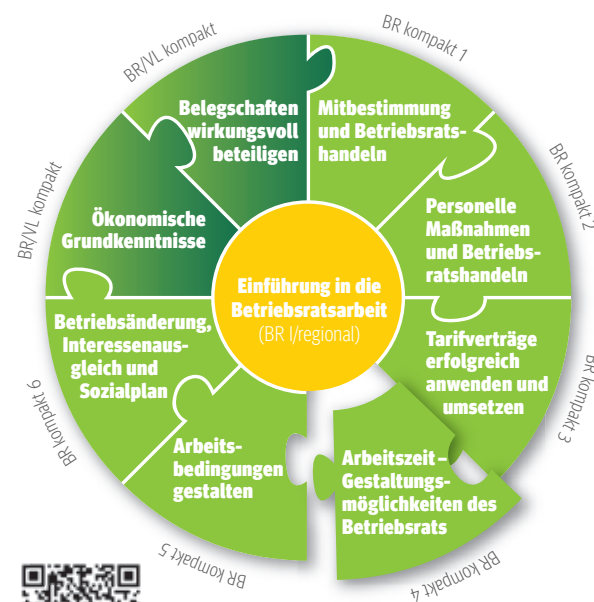 BR/VL kompakt
BR kompakt 1
Belegschaften
wirkungsvoll
beteiligen
Mitbestimmung
und Betriebsrats-
handeln
BR kompakt 2
Personelle
Maßnahmen
und Betriebs-
ratshandeln
BR/VL kompakt
Ökonomische
Grundkenntnisse
Einführung in die
Betriebsratsarbeit
(BR I/regional)
Tarifverträge
erfolgreich
anwenden und
umsetzen
BR kompakt 3
Betriebsänderung,
Interessenaus-
gleich und
Sozialplan
BR kompakt 6
Arbeits-
bedingungen
gestalten
BR kompakt 5
Arbeitszeit –
Gestaltungs-
möglichkeiten des
Betriebsrats
BR kompakt 4